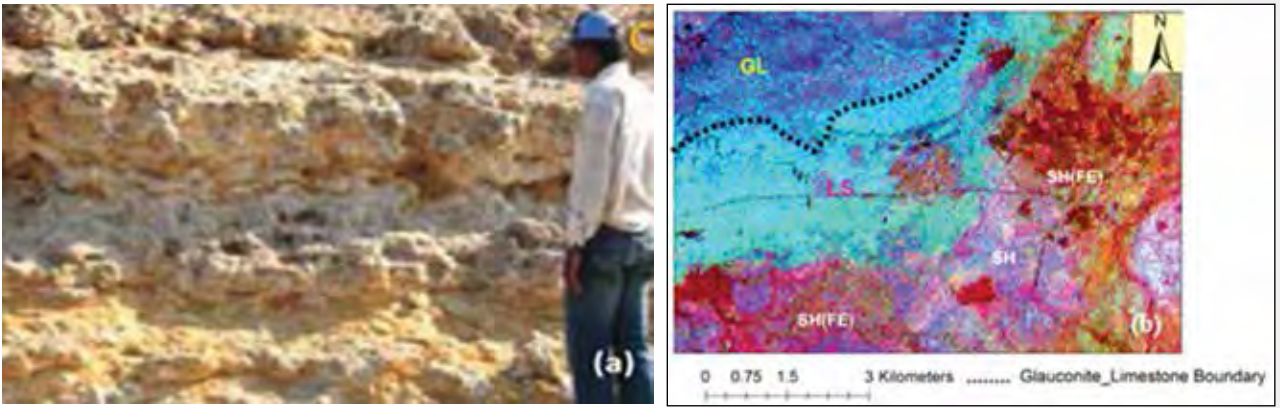 (a)
N
GL
LS
SH(FE)
SH
SH(FE)
(b)
0 0.75 1.5 3 Kilometers ........ Glauconite_Limestone Boundary